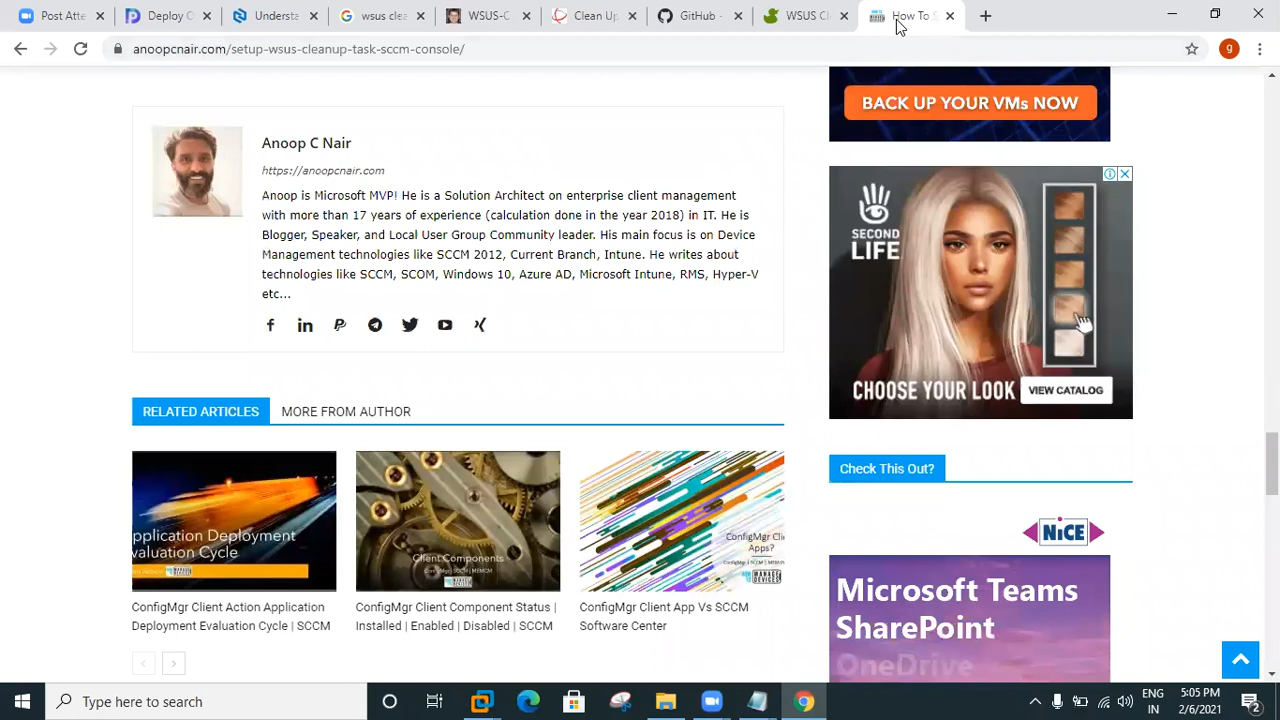 Post Atte
Deploy O
Understa
wsus clea
WSUS-C
Clean Up
GitHub -
WSUS Cl
How To S
anoopcnair.com/setup-wsus-cleanup-task-sccm-console/
g
BACK UP YOUR VMs NOW
Anoop C Nair
https://anoopcnair.com
Anoop is Microsoft MVP! He is a Solution Architect on enterprise client management
with more than 17 years of experience (calculation done in the year 2018) in IT. He is
Blogger, Speaker, and Local User Group Community leader. His main focus is on Device
Management technologies like SCCM 2012, Current Branch, Intune. He writes about
technologies like SCCM, SCOM, Windows 10, Azure AD, Microsoft Intune, RMS, Hyper-V
etc...
SECOND
LIFE
CHOOSE YOUR LOOK
VIEW CATALOG
RELATED ARTICLES
MORE FROM AUTHOR
Check This Out?
pplication Deployment
valuation Cycle
Client Components
ConfigMgr | SCCM | MEMCM
ConfigMgr Cli
Apps?
NiCE
ConfigMgr Client Action Application
Deployment Evaluation Cycle | SCCM
ConfigMgr Client Component Status |
Installed | Enabled | Disabled | SCCM
ConfigMgr Client App Vs SCCM
Software Center
Microsoft Teams
SharePoint
OneDrive
Type here to search
ENG
IN
5:05 PM
2/6/2021
2